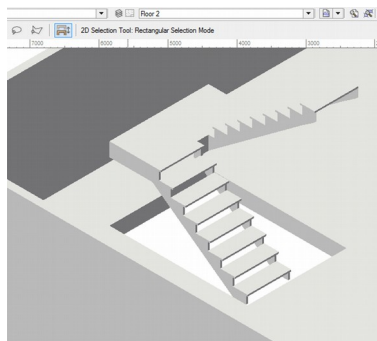 Floor 2
2D Selection Tool: Rectangular Selection Mode
7000 6000 5000 4000 3000